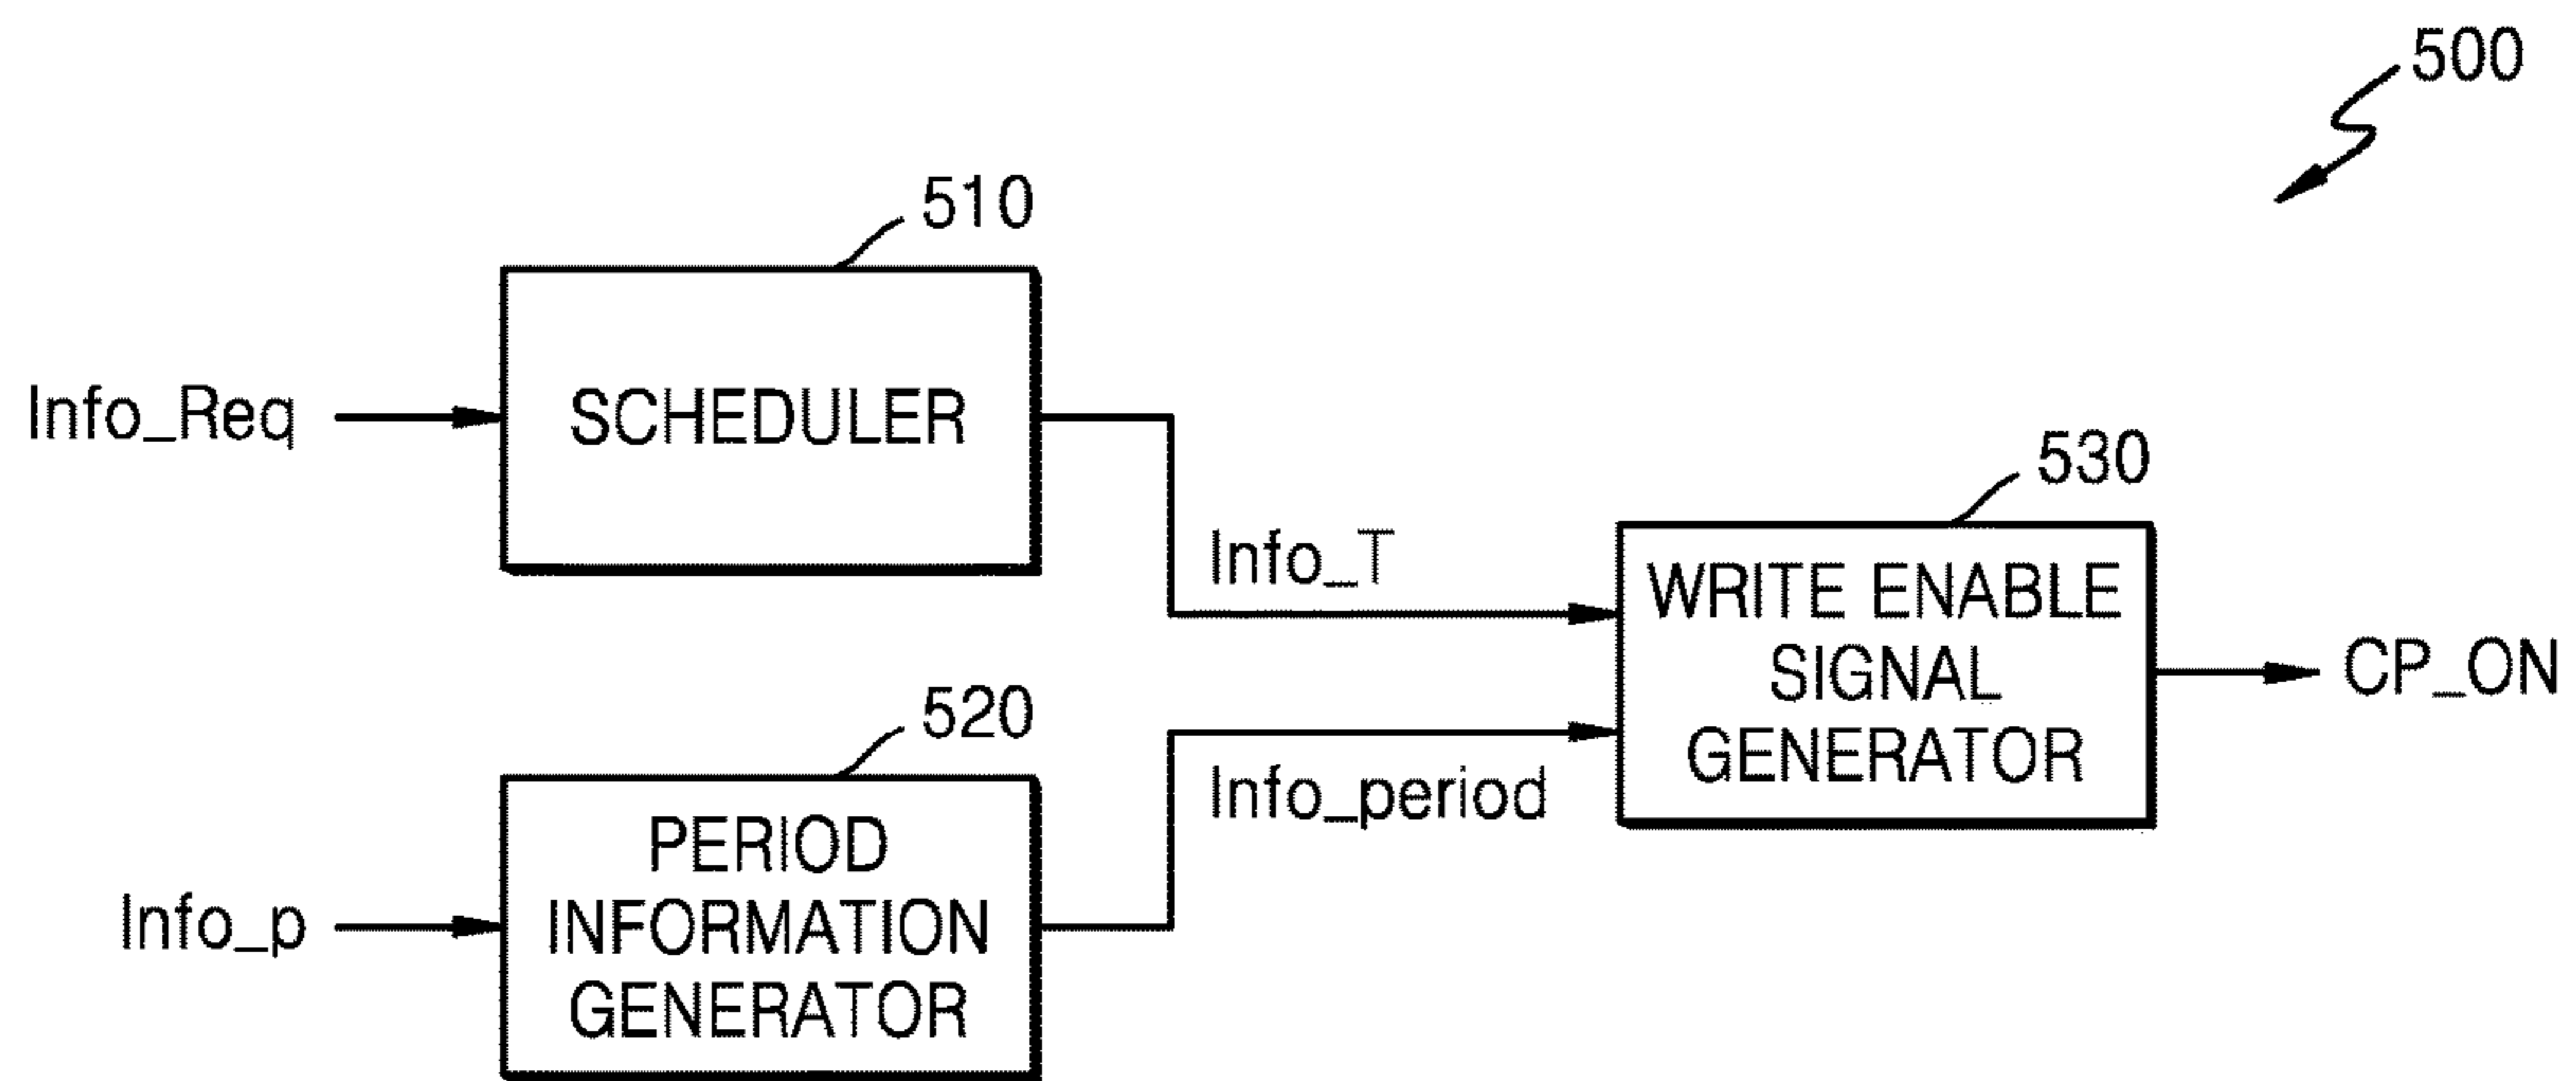 500
510
SCHEDULER
Info_Req
Info_T
530
WRITE ENABLE
SIGNAL
GENERATOR
CP_ON
520
Info_period
PERIOD
INFORMATION
GENERATOR
Info_p